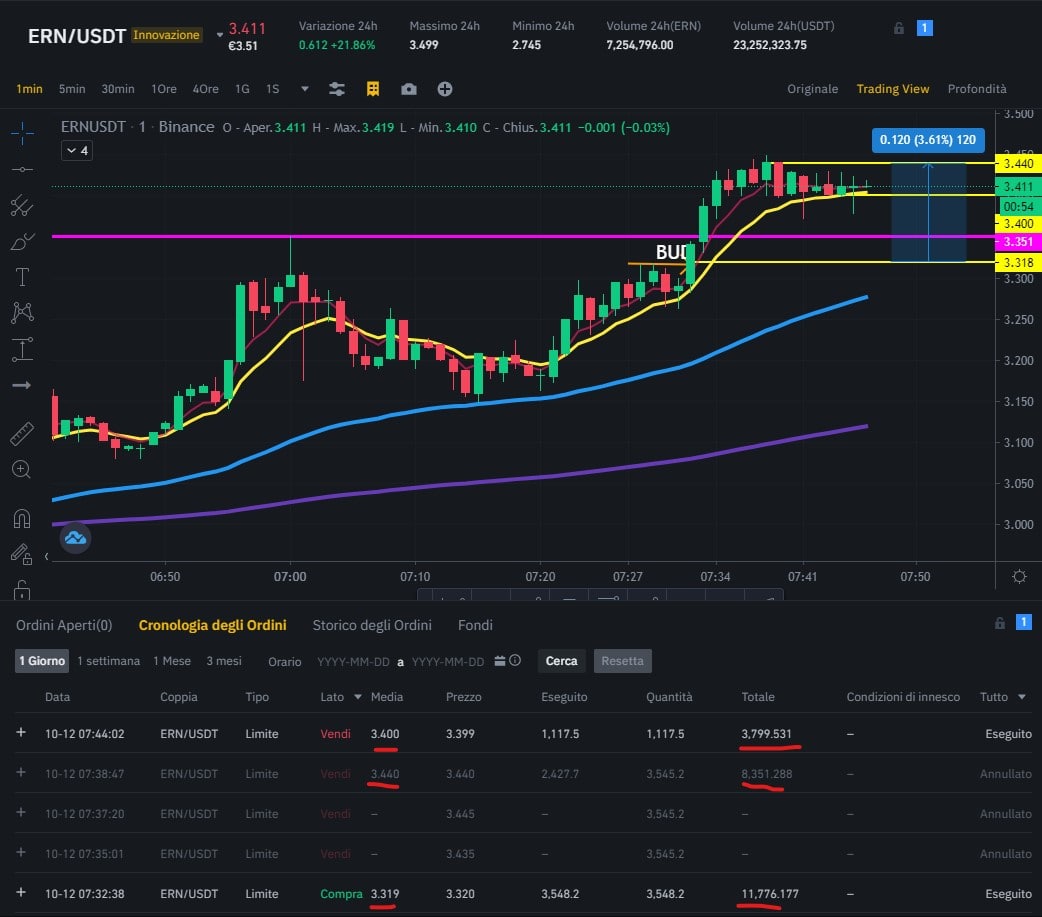 ERN/USDT Innovazione 3.411 €3.51
Variazione 24h 0.612 +21.86%
Massimo 24h 3.499
Minimo 24h 2.745
Volume 24h(ERN) 7,254,796.00
Volume 24h(USDT) 23,252,323.75
1
1min 5min 30min 1Ore 4Ore 1G 1S Originale Trading View Profondità
ERNUSDT · 1 · Binance O - Aper.3.411 H - Max.3.419 L - Min.3.410 C - Chius.3.411 -0.001 (-0.03%)
4
0.120 (3.61%) 120
3.500
3.440
3.411
00:54
3.400
3.351
3.318
3.300
3.250
3.200
3.150
3.100
3.050
3.000
06:50 07:00 07:10 07:20 07:27 07:34 07:41 07:50
Ordini Aperti(0) Cronologia degli Ordini Storico degli Ordini Fondi 1
1 Giorno 1 settimana 1 Mese 3 mesi Orario YYYY-MM-DD a YYYY-MM-DD Cerca Resetta
Data Coppia Tipo Lato Media Prezzo Eseguito Quantità Totale Condizioni di innesco Tutto
+ 10-12 07:44:02 ERN/USDT Limite Vendi 3.400 3.399 1,117.5 1,117.5 3,799.531 – Eseguito
+ 10-12 07:38:47 ERN/USDT Limite Vendi 3.440 3.440 2,427.7 3,545.2 8,351.288 – Annullato
+ 10-12 07:37:20 ERN/USDT Limite Vendi – 3.445 – 3,545.2 – – Annullato
+ 10-12 07:35:01 ERN/USDT Limite Vendi – 3.435 – 3,545.2 – – Annullato
+ 10-12 07:32:38 ERN/USDT Limite Compra 3.319 3.320 3,548.2 3,548.2 11,776.177 – Eseguito